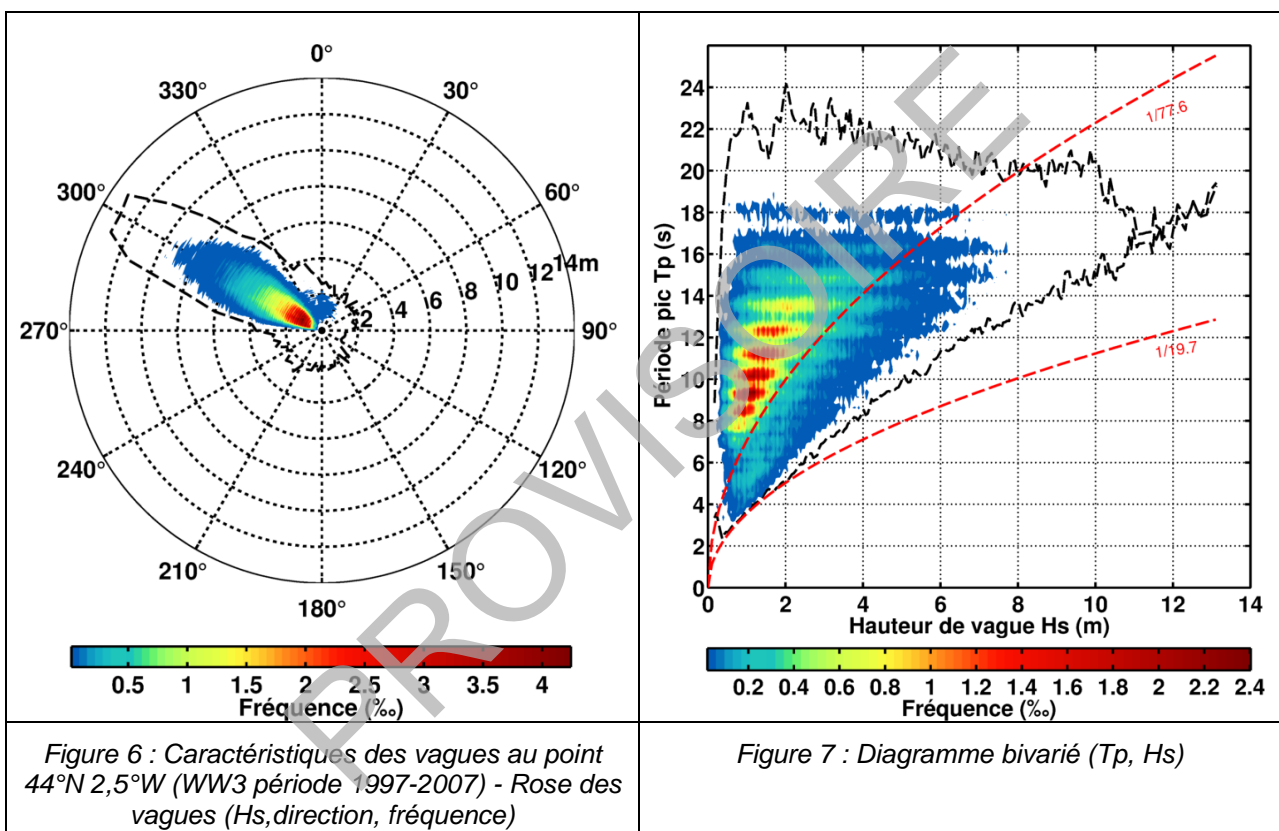 0°
30°
60°
90°
120°
150°
180°
210°
240°
270°
300°
330°
2 4 6 8 10 12 14m
0.5 1 1.5 2 2.5 3 3.5 4
Fréquence (‰)
Période pic Tp (s)
24
22
20
18
16
14
12
10
8
6
4
2
0
1/77.6
1/19.7
0 2 4 6 8 10 12 14
Hauteur de vague Hs (m)
0.2 0.4 0.6 0.8 1 1.2 1.4 1.6 1.8 2 2.2 2.4
Fréquence (‰)
PROVISOIRE
Figure 6 : Caractéristiques des vagues au point
44°N 2,5°W (WW3 période 1997-2007) - Rose des
vagues (Hs,direction, fréquence)
Figure 7 : Diagramme bivarié (Tp, Hs)